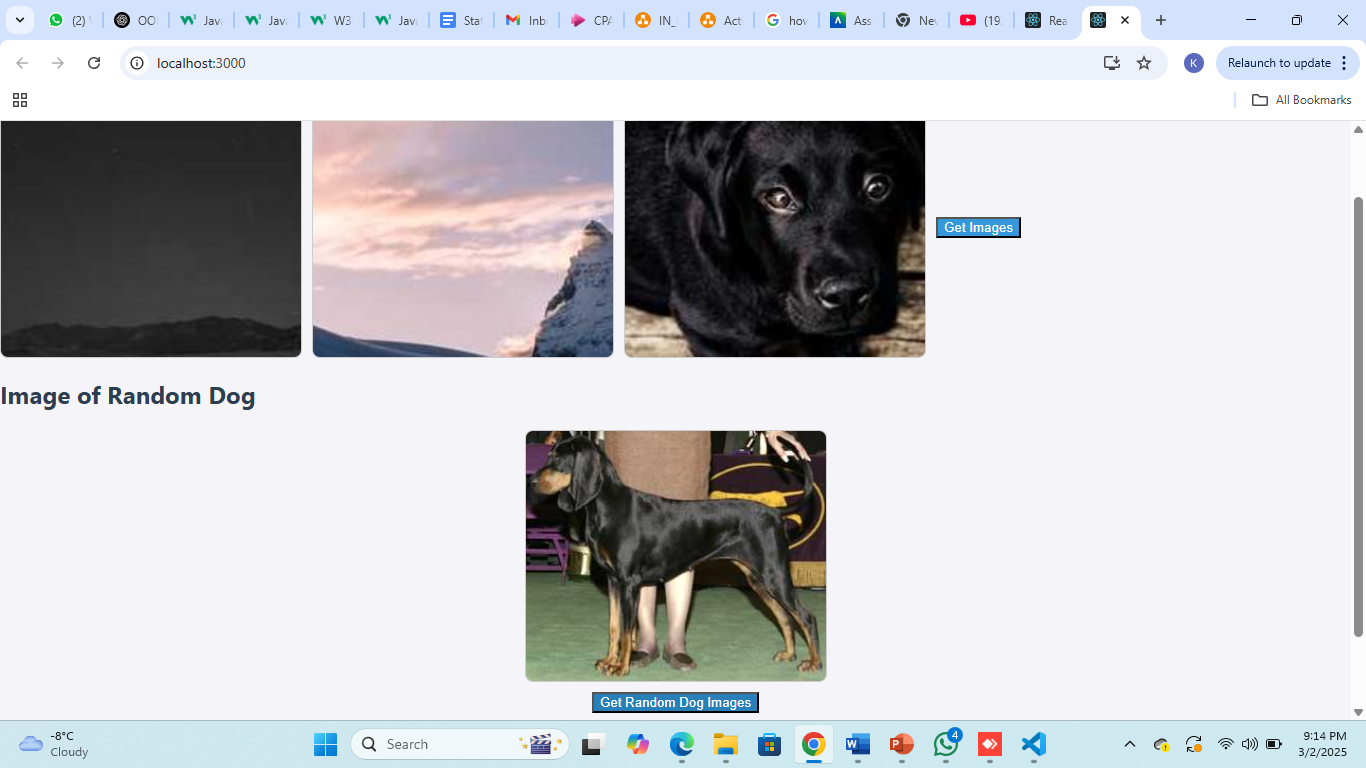 (2) V
OO
Java
Java
W3
Java
Stat
Inb
CPA
IN_
Acti
how
Ass
Nev
(19
Rea
localhost:3000
K
Relaunch to update
All Bookmarks
Get Images
Image of Random Dog
Get Random Dog Images
-8°C
Cloudy
Search
4
9:14 PM
3/2/2025